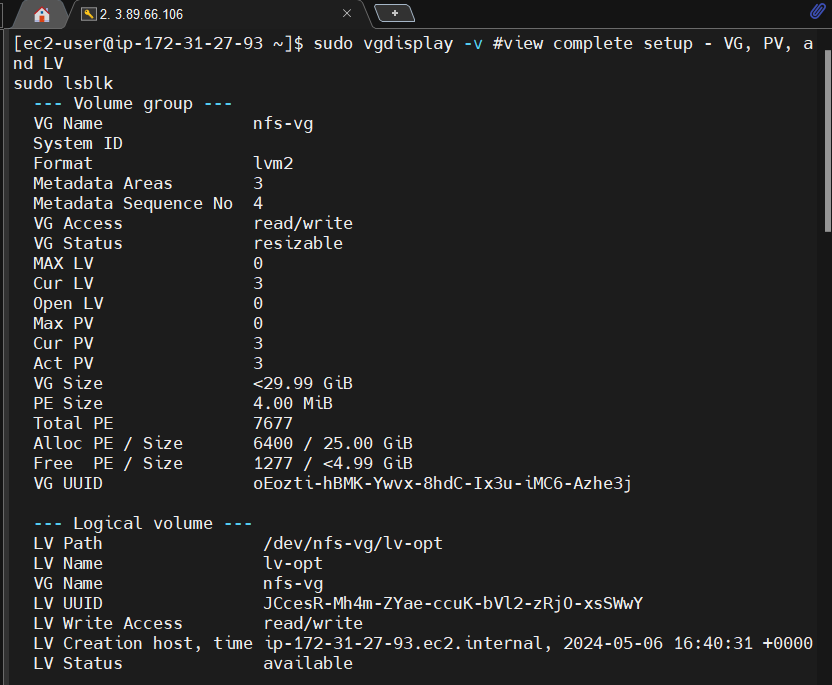 2. 3.89.66.106
[ec2-user@ip-172-31-27-93 ~]$ sudo vgdisplay -v #view complete setup - VG, PV, a
nd LV
sudo lsblk
--- Volume group ---
VG Name nfs-vg
System ID
Format lvm2
Metadata Areas 3
Metadata Sequence No 4
VG Access read/write
VG Status resizable
MAX LV 0
Cur LV 3
Open LV 0
Max PV 0
Cur PV 3
Act PV 3
VG Size <29.99 GiB
PE Size 4.00 MiB
Total PE 7677
Alloc PE / Size 6400 / 25.00 GiB
Free  PE / Size 1277 / <4.99 GiB
VG UUID oEozti-hBMK-Ywvx-8hdC-Ix3u-iMC6-Azhe3j
--- Logical volume ---
LV Path /dev/nfs-vg/lv-opt
LV Name lv-opt
VG Name nfs-vg
LV UUID JCcesR-Mh4m-ZYae-ccuK-bVl2-zRjO-xsSWwY
LV Write Access read/write
LV Creation host, time ip-172-31-27-93.ec2.internal, 2024-05-06 16:40:31 +0000
LV Status available